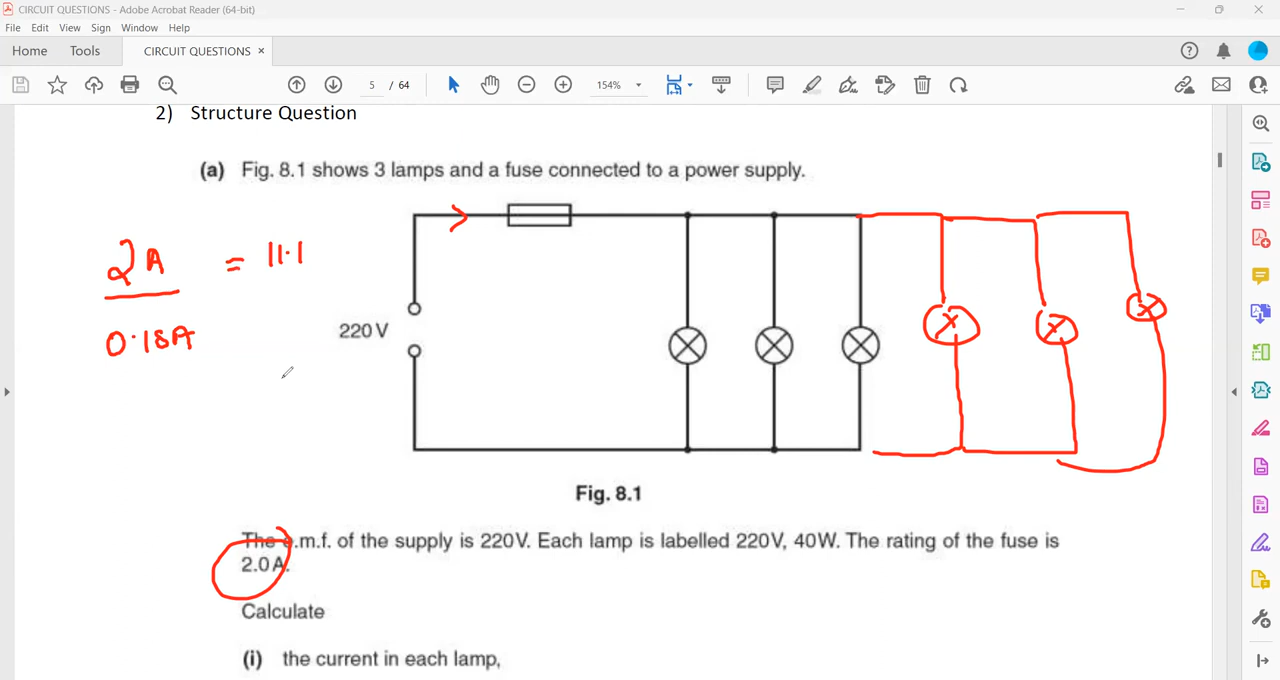 CIRCUIT QUESTIONS - Adobe Acrobat Reader (64-bit)
File Edit View Sign Window Help
Home Tools CIRCUIT QUESTIONS ×
5 / 64 154%
2) Structure Question
(a) Fig. 8.1 shows 3 lamps and a fuse connected to a power supply.
2A = 11.1
0.18A
220 V
Fig. 8.1
The e.m.f. of the supply is 220V. Each lamp is labelled 220V, 40W. The rating of the fuse is
2.0A.
Calculate
(i) the current in each lamp,